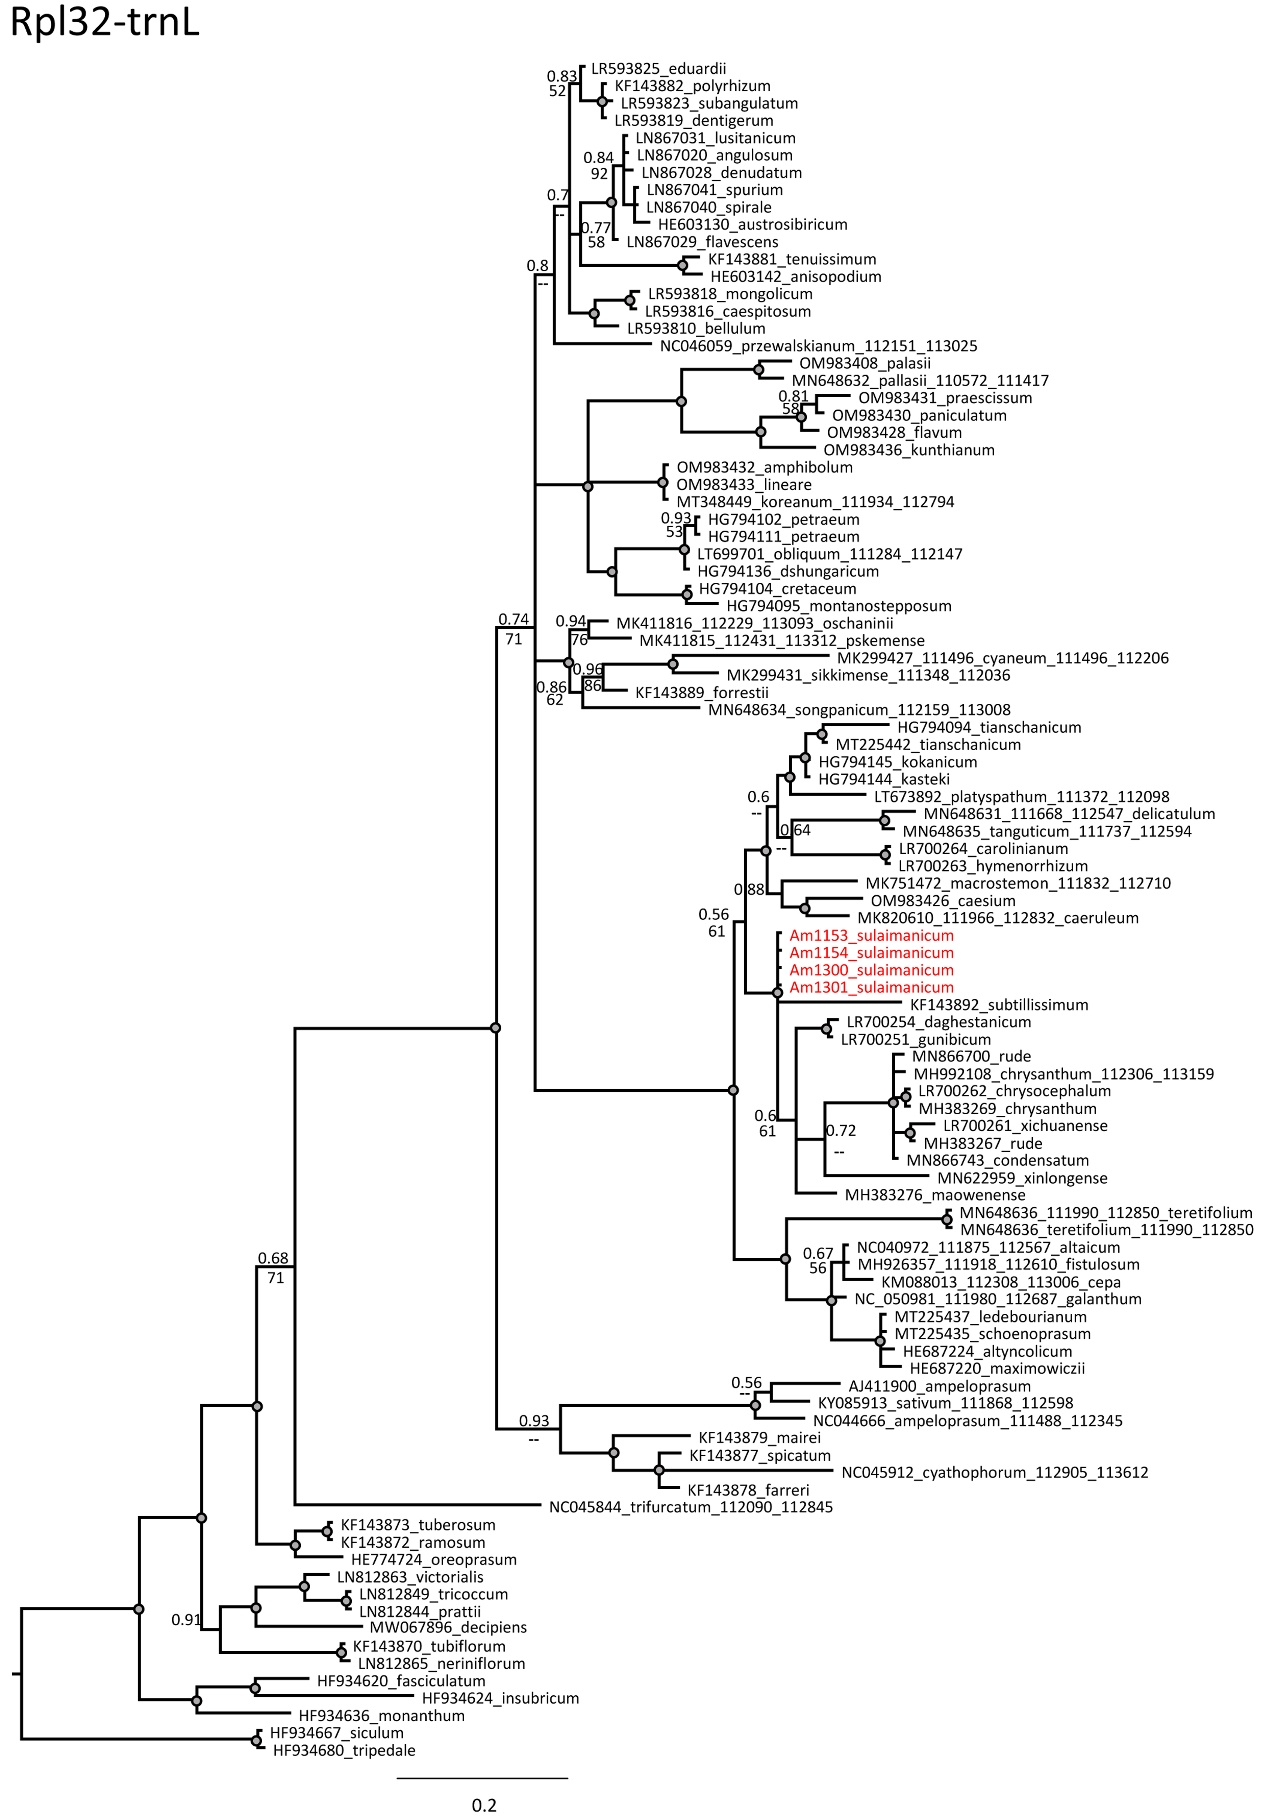 Rpl32-trnL
LR593825_eduardii
0.83
KF143882_polyrhizum
52
LR593823_subangulatum
LR593819_dentigerum
LN867031_lusitanicum
0.84
LN867020_angulosum
92
LN867028_denudatum
LN867041_spurium
0.7
LN867040_spirale
--
HE603130_austrosibiricum
0.77
58
LN867029_flavescens
KF143881_tenuissimum
0.8
HE603142_anisopodium
--
LR593818_mongolicum
LR593816_caespitosum
LR593810_bellulum
NC046059_przewalskianum_112151_113025
OM983408_palasii
MN648632_pallasii_110572_111417
0.81
OM983431_praescissum
58
OM983430_paniculatum
OM983428_flavum
OM983436_kunthianum
OM983432_amphibolum
OM983433_lineare
MT348449_koreanum_111934_112794
0.93
HG794102_petraeum
53
HG794111_petraeum
LT699701_obliquum_111284_112147
HG794136_dshungaricum
HG794104_cretaceum
HG794095_montanostepposum
0.74
0.94
MK411816_112229_113093_oschaninii
71
76
MK411815_112431_113312_pskemense
MK299427_111496_cyaneum_111496_112206
0.96
MK299431_sikkimense_111348_112036
0.86
86
KF143889_forrestii
62
MN648634_songpanicum_112159_113008
HG794094_tianschanicum
MT225442_tianschanicum
HG794145_kokanicum
HG794144_kasteki
0.6
LT673892_platyspathum_111372_112098
--
MN648631_111668_112547_delicatulum
0.64
MN648635_tanguticum_111737_112594
--
LR700264_carolinianum
LR700263_hymenorrhizum
0.88
MK751472_macrostemon_111832_112710
OM983426_caesium
0.56
MK820610_111966_112832_caeruleum
61
Am1153_sulaimanicum
Am1154_sulaimanicum
Am1300_sulaimanicum
Am1301_sulaimanicum
KF143892_subtillissimum
LR700254_daghestanicum
LR700251_gunibicum
MN866700_rude
MH992108_chrysanthum_112306_113159
LR700262_chrysocephalum
MH383269_chrysanthum
0.6
LR700261_xichuanense
61
0.72
MH383267_rude
--
MN866743_condensatum
MN622959_xinlongense
MH383276_maowenense
MN648636_111990_112850_teretifolium
MN648636_teretifolium_111990_112850
0.67
NC040972_111875_112567_altaicum
0.68
56
MH926357_111918_112610_fistulosum
71
KM088013_112308_113006_cepa
NC_050981_111980_112687_galanthum
MT225437_ledebourianum
MT225435_schoenoprasum
HE687224_altyncolicum
HE687220_maximowiczii
0.56
AJ411900_ampeloprasum
--
KY085913_sativum_111868_112598
0.93
NC044666_ampeloprasum_111488_112345
--
KF143879_mairei
KF143877_spicatum
NC045912_cyathophorum_112905_113612
KF143878_farreri
NC045844_trifurcatum_112090_112845
KF143873_tuberosum
KF143872_ramosum
HE774724_oreoprasum
LN812863_victorialis
LN812849_tricoccum
LN812844_prattii
0.91
MW067896_decipiens
KF143870_tubiflorum
LN812865_neriniflorum
HF934620_fasciculatum
HF934624_insubricum
HF934636_monanthum
HF934667_siculum
HF934680_tripedale
0.2